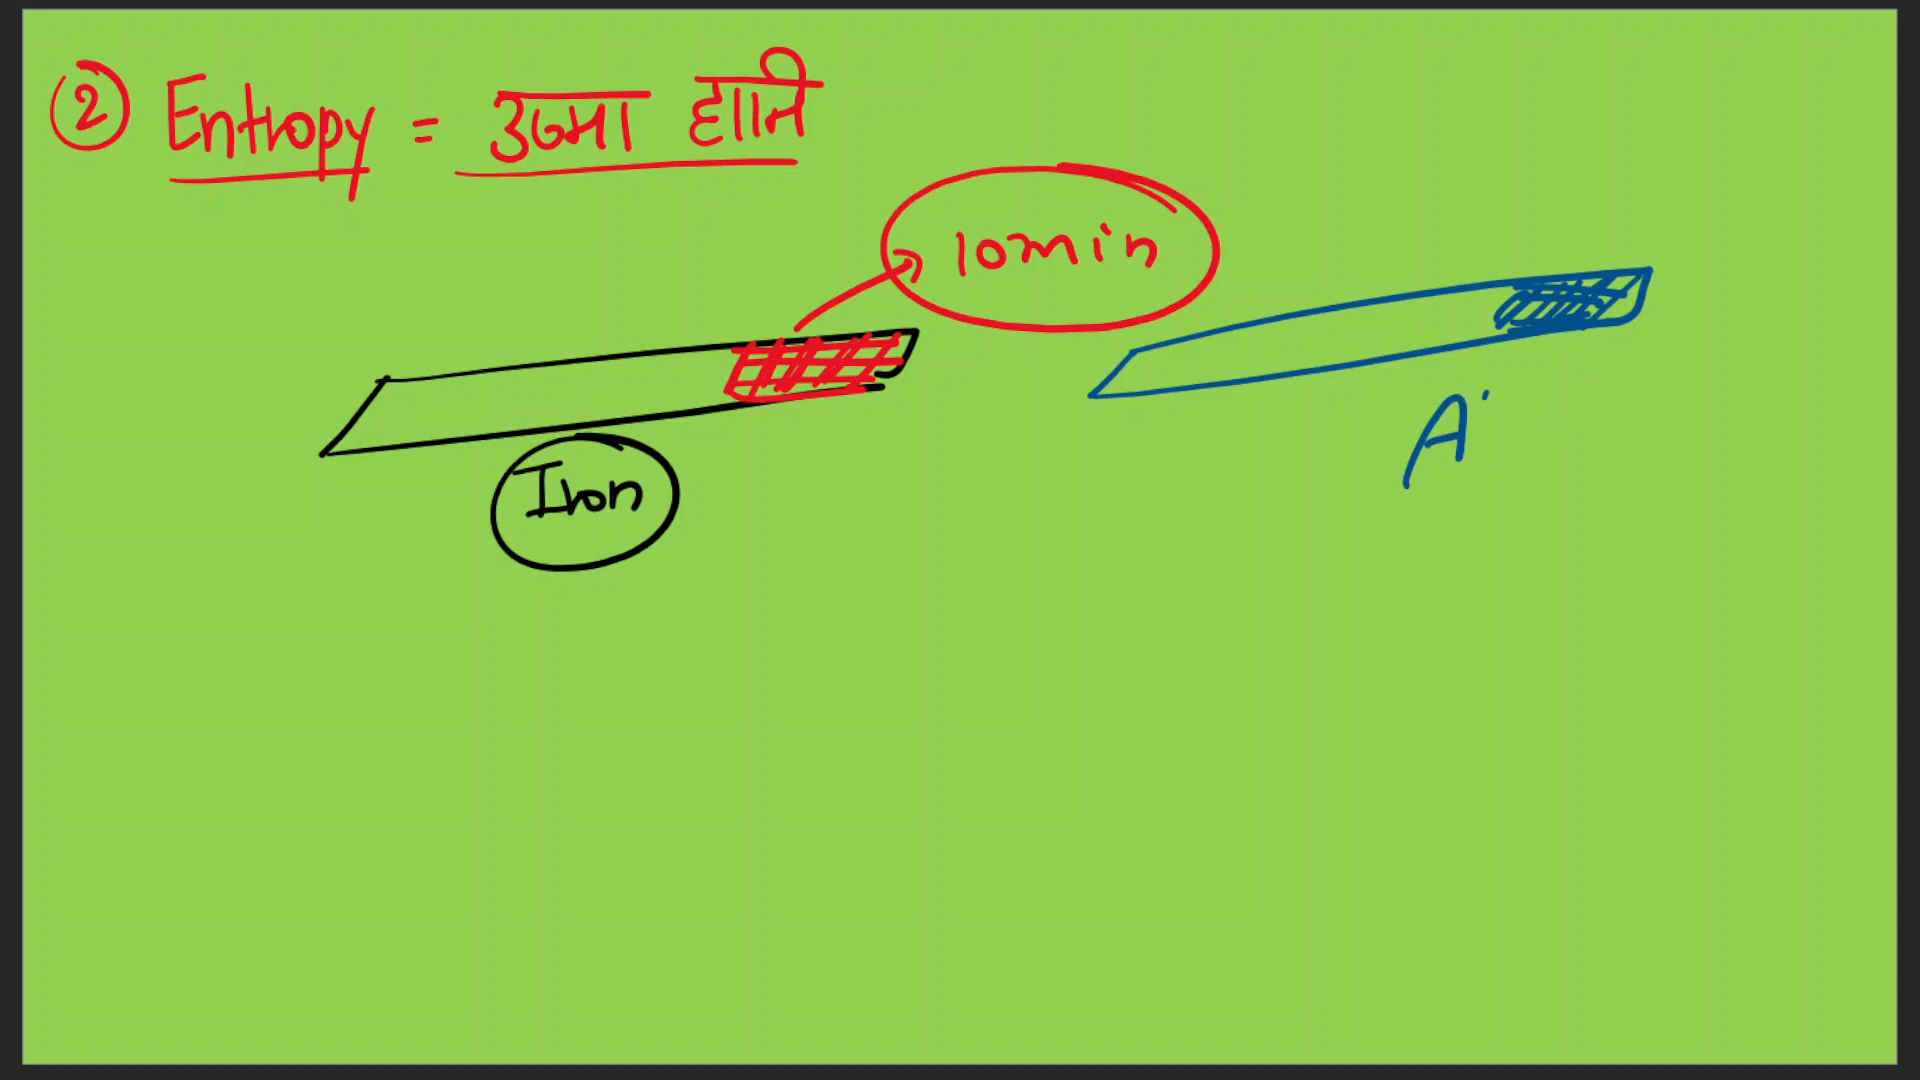 ② Entropy = उष्मा हानि
10min
Iron
A